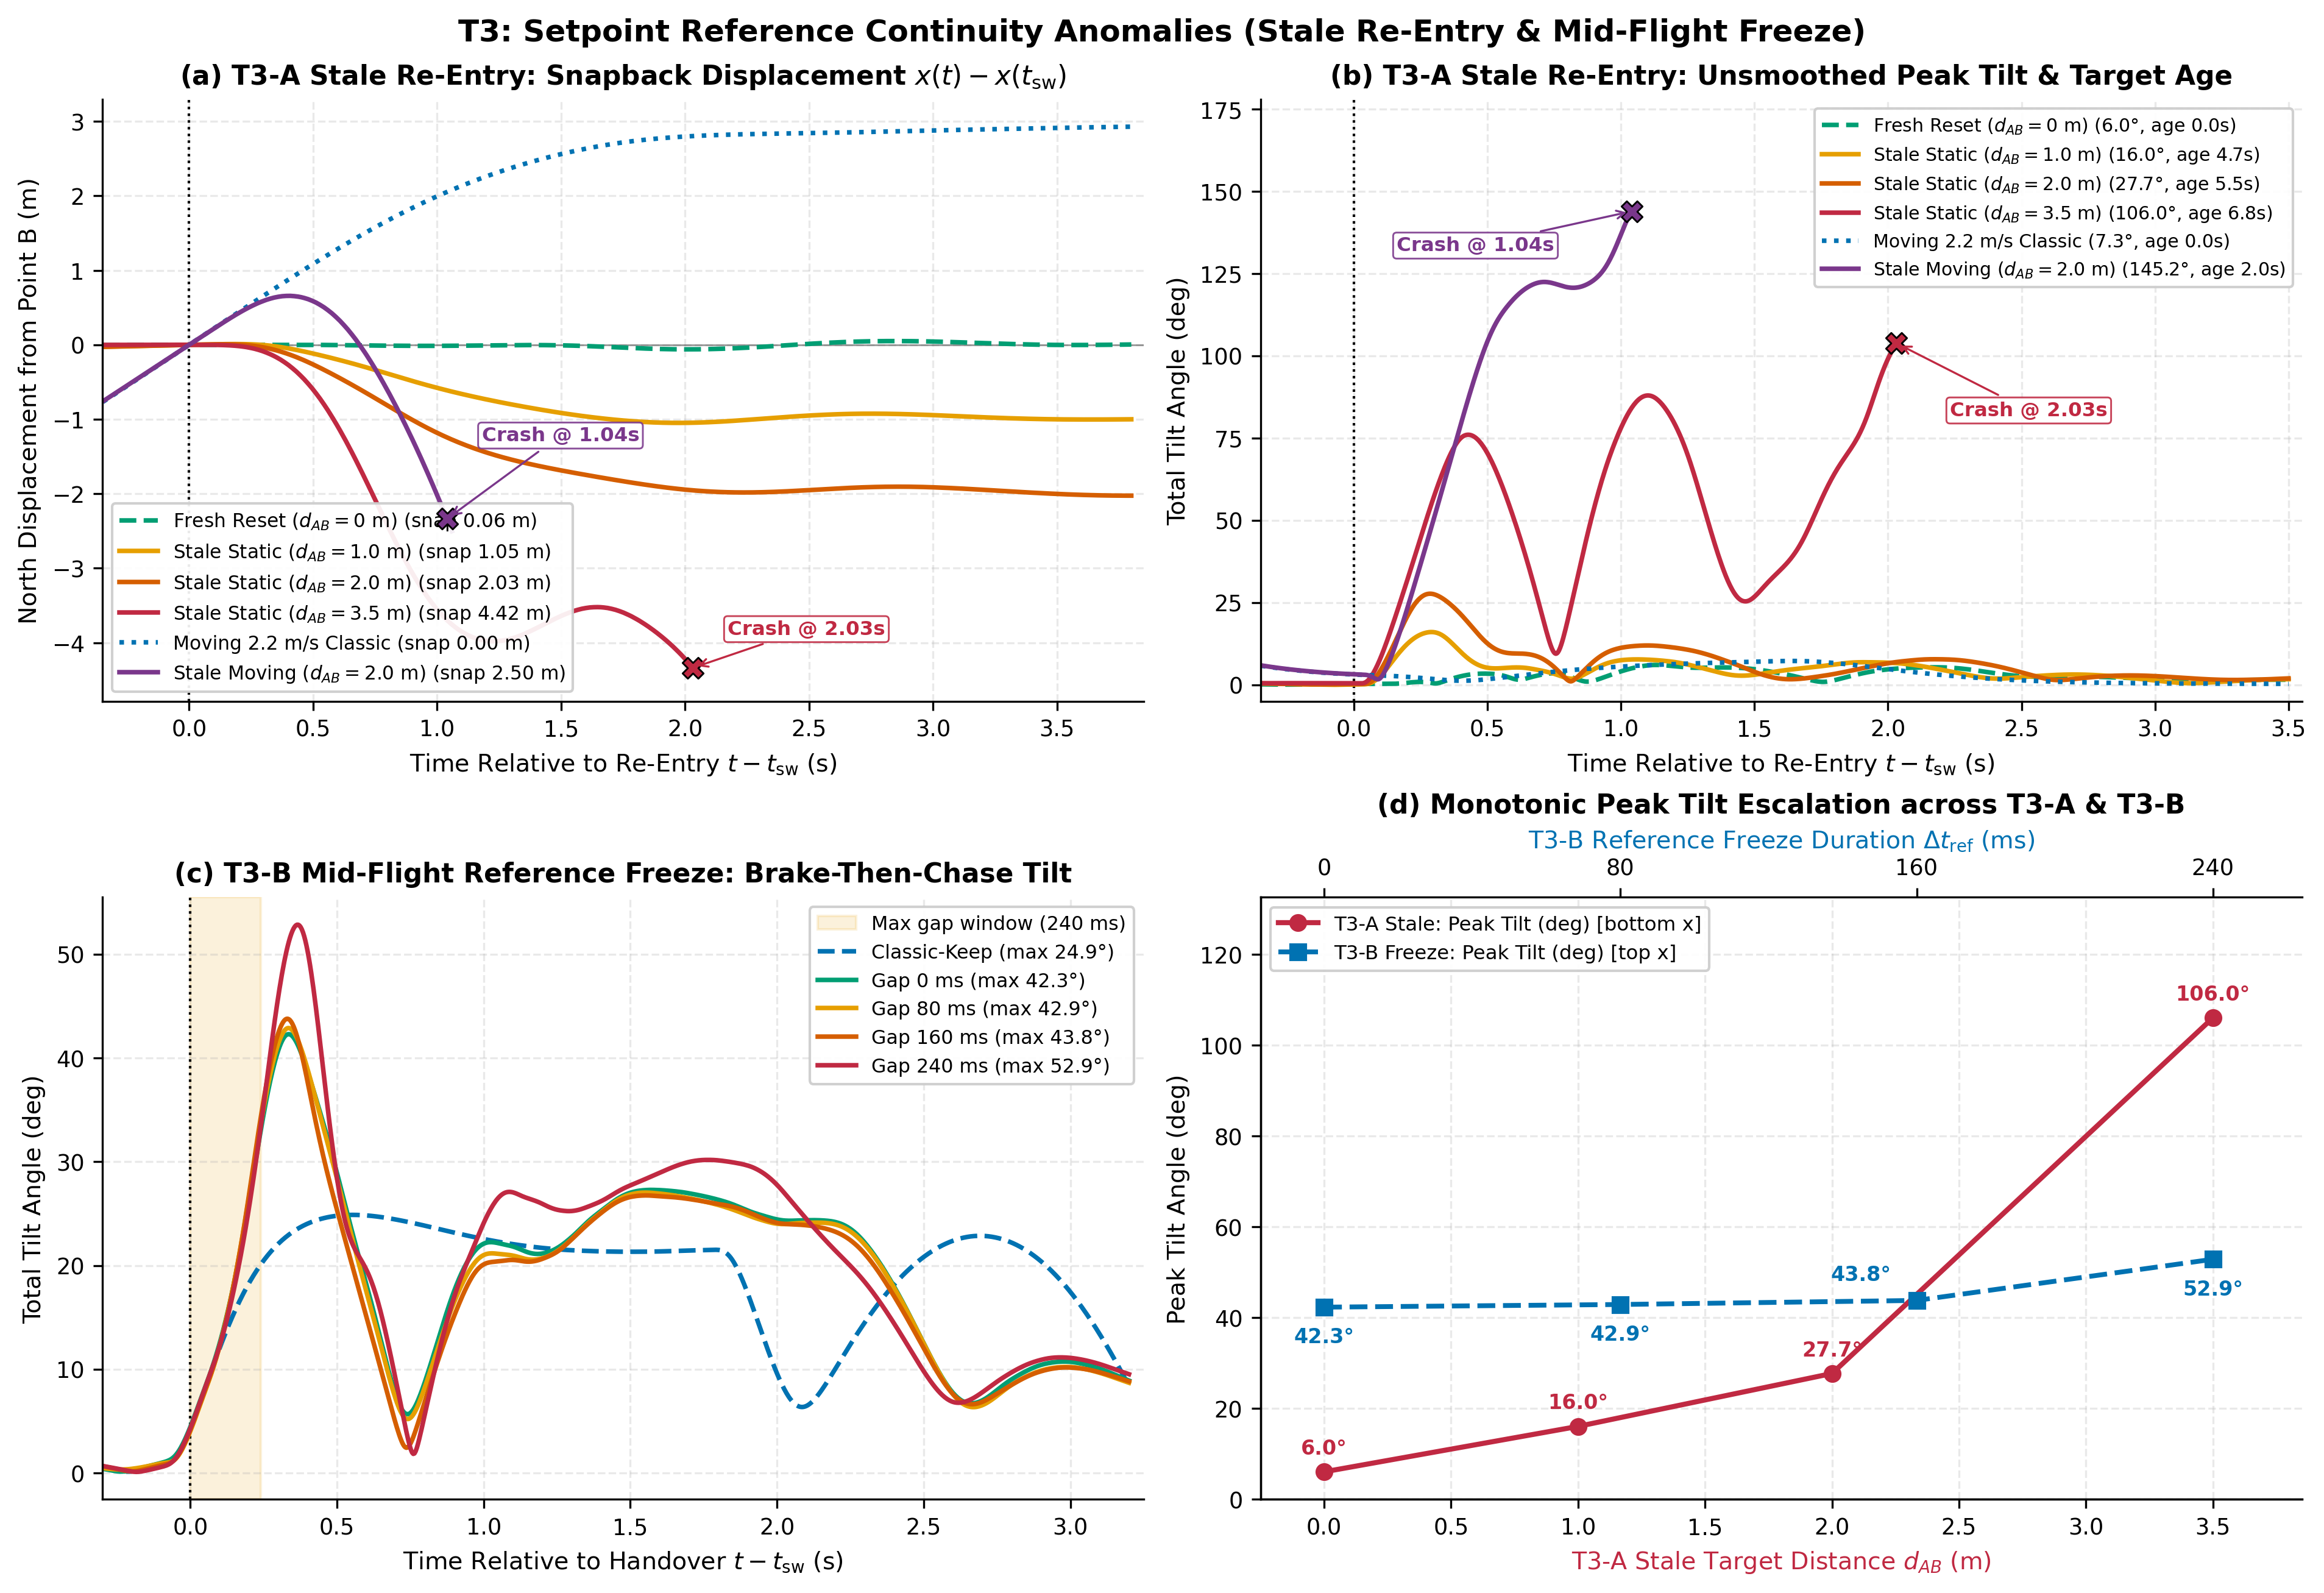 T3: Setpoint Reference Continuity Anomalies (Stale Re-Entry & Mid-Flight Freeze)
(a) T3-A Stale Re-Entry: Snapback Displacement x(t) − x(t_sw)
North Displacement from Point B (m)
3
2
1
0
−1
−2
−3
−4
Crash @ 1.04s
Crash @ 2.03s
Fresh Reset (d_AB = 0 m) (snap 0.06 m)
Stale Static (d_AB = 1.0 m) (snap 1.05 m)
Stale Static (d_AB = 2.0 m) (snap 2.03 m)
Stale Static (d_AB = 3.5 m) (snap 4.42 m)
Moving 2.2 m/s Classic (snap 0.00 m)
Stale Moving (d_AB = 2.0 m) (snap 2.50 m)
0.0 0.5 1.0 1.5 2.0 2.5 3.0 3.5
Time Relative to Re-Entry t − t_sw (s)
(b) T3-A Stale Re-Entry: Unsmoothed Peak Tilt & Target Age
Total Tilt Angle (deg)
175
150
125
100
75
50
25
0
Fresh Reset (d_AB = 0 m) (6.0°, age 0.0s)
Stale Static (d_AB = 1.0 m) (16.0°, age 4.7s)
Stale Static (d_AB = 2.0 m) (27.7°, age 5.5s)
Stale Static (d_AB = 3.5 m) (106.0°, age 6.8s)
Moving 2.2 m/s Classic (7.3°, age 0.0s)
Stale Moving (d_AB = 2.0 m) (145.2°, age 2.0s)
Crash @ 1.04s
Crash @ 2.03s
0.0 0.5 1.0 1.5 2.0 2.5 3.0 3.5
Time Relative to Re-Entry t − t_sw (s)
(c) T3-B Mid-Flight Reference Freeze: Brake-Then-Chase Tilt
Total Tilt Angle (deg)
50
40
30
20
10
0
Max gap window (240 ms)
Classic-Keep (max 24.9°)
Gap 0 ms (max 42.3°)
Gap 80 ms (max 42.9°)
Gap 160 ms (max 43.8°)
Gap 240 ms (max 52.9°)
0.0 0.5 1.0 1.5 2.0 2.5 3.0
Time Relative to Handover t − t_sw (s)
(d) Monotonic Peak Tilt Escalation across T3-A & T3-B
T3-B Reference Freeze Duration Δt_ref (ms)
0 80 160 240
Peak Tilt Angle (deg)
120
100
80
60
40
20
0
T3-A Stale: Peak Tilt (deg) [bottom x]
T3-B Freeze: Peak Tilt (deg) [top x]
106.0°
43.8°
52.9°
42.3°
42.9°
27.7°
16.0°
6.0°
0.0 0.5 1.0 1.5 2.0 2.5 3.0 3.5
T3-A Stale Target Distance d_AB (m)